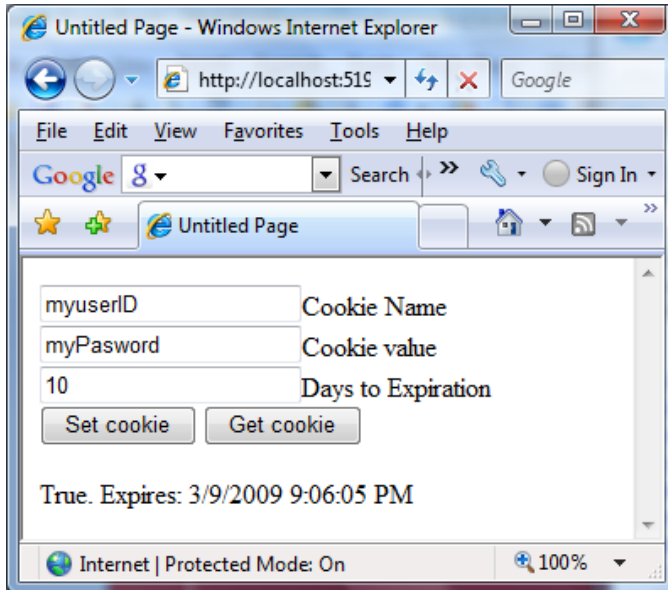 Untitled Page - Windows Internet Explorer
http://localhost:519 Google
File Edit View Favorites Tools Help
Google g Search » Sign In
Untitled Page »
myuserID Cookie Name
myPasword Cookie value
10 Days to Expiration
Set cookie Get cookie
True. Expires: 3/9/2009 9:06:05 PM
Internet | Protected Mode: On 100%